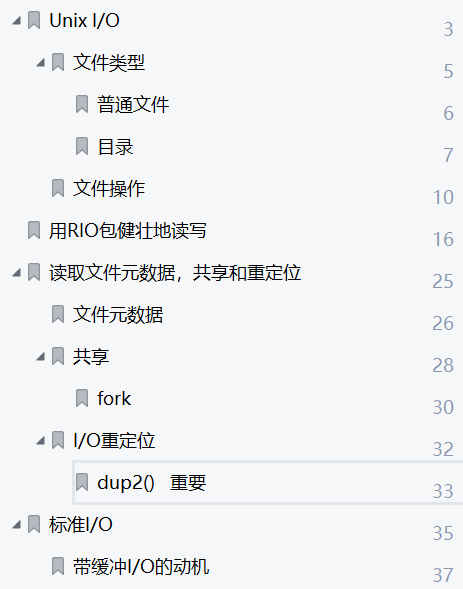 Unix I/O 3
文件类型 5
普通文件 6
目录 7
文件操作 10
用RIO包健壮地读写 16
读取文件元数据，共享和重定位 25
文件元数据 26
共享 28
fork 30
I/O重定位 32
dup2() 重要 33
标准I/O 35
带缓冲I/O的动机 37